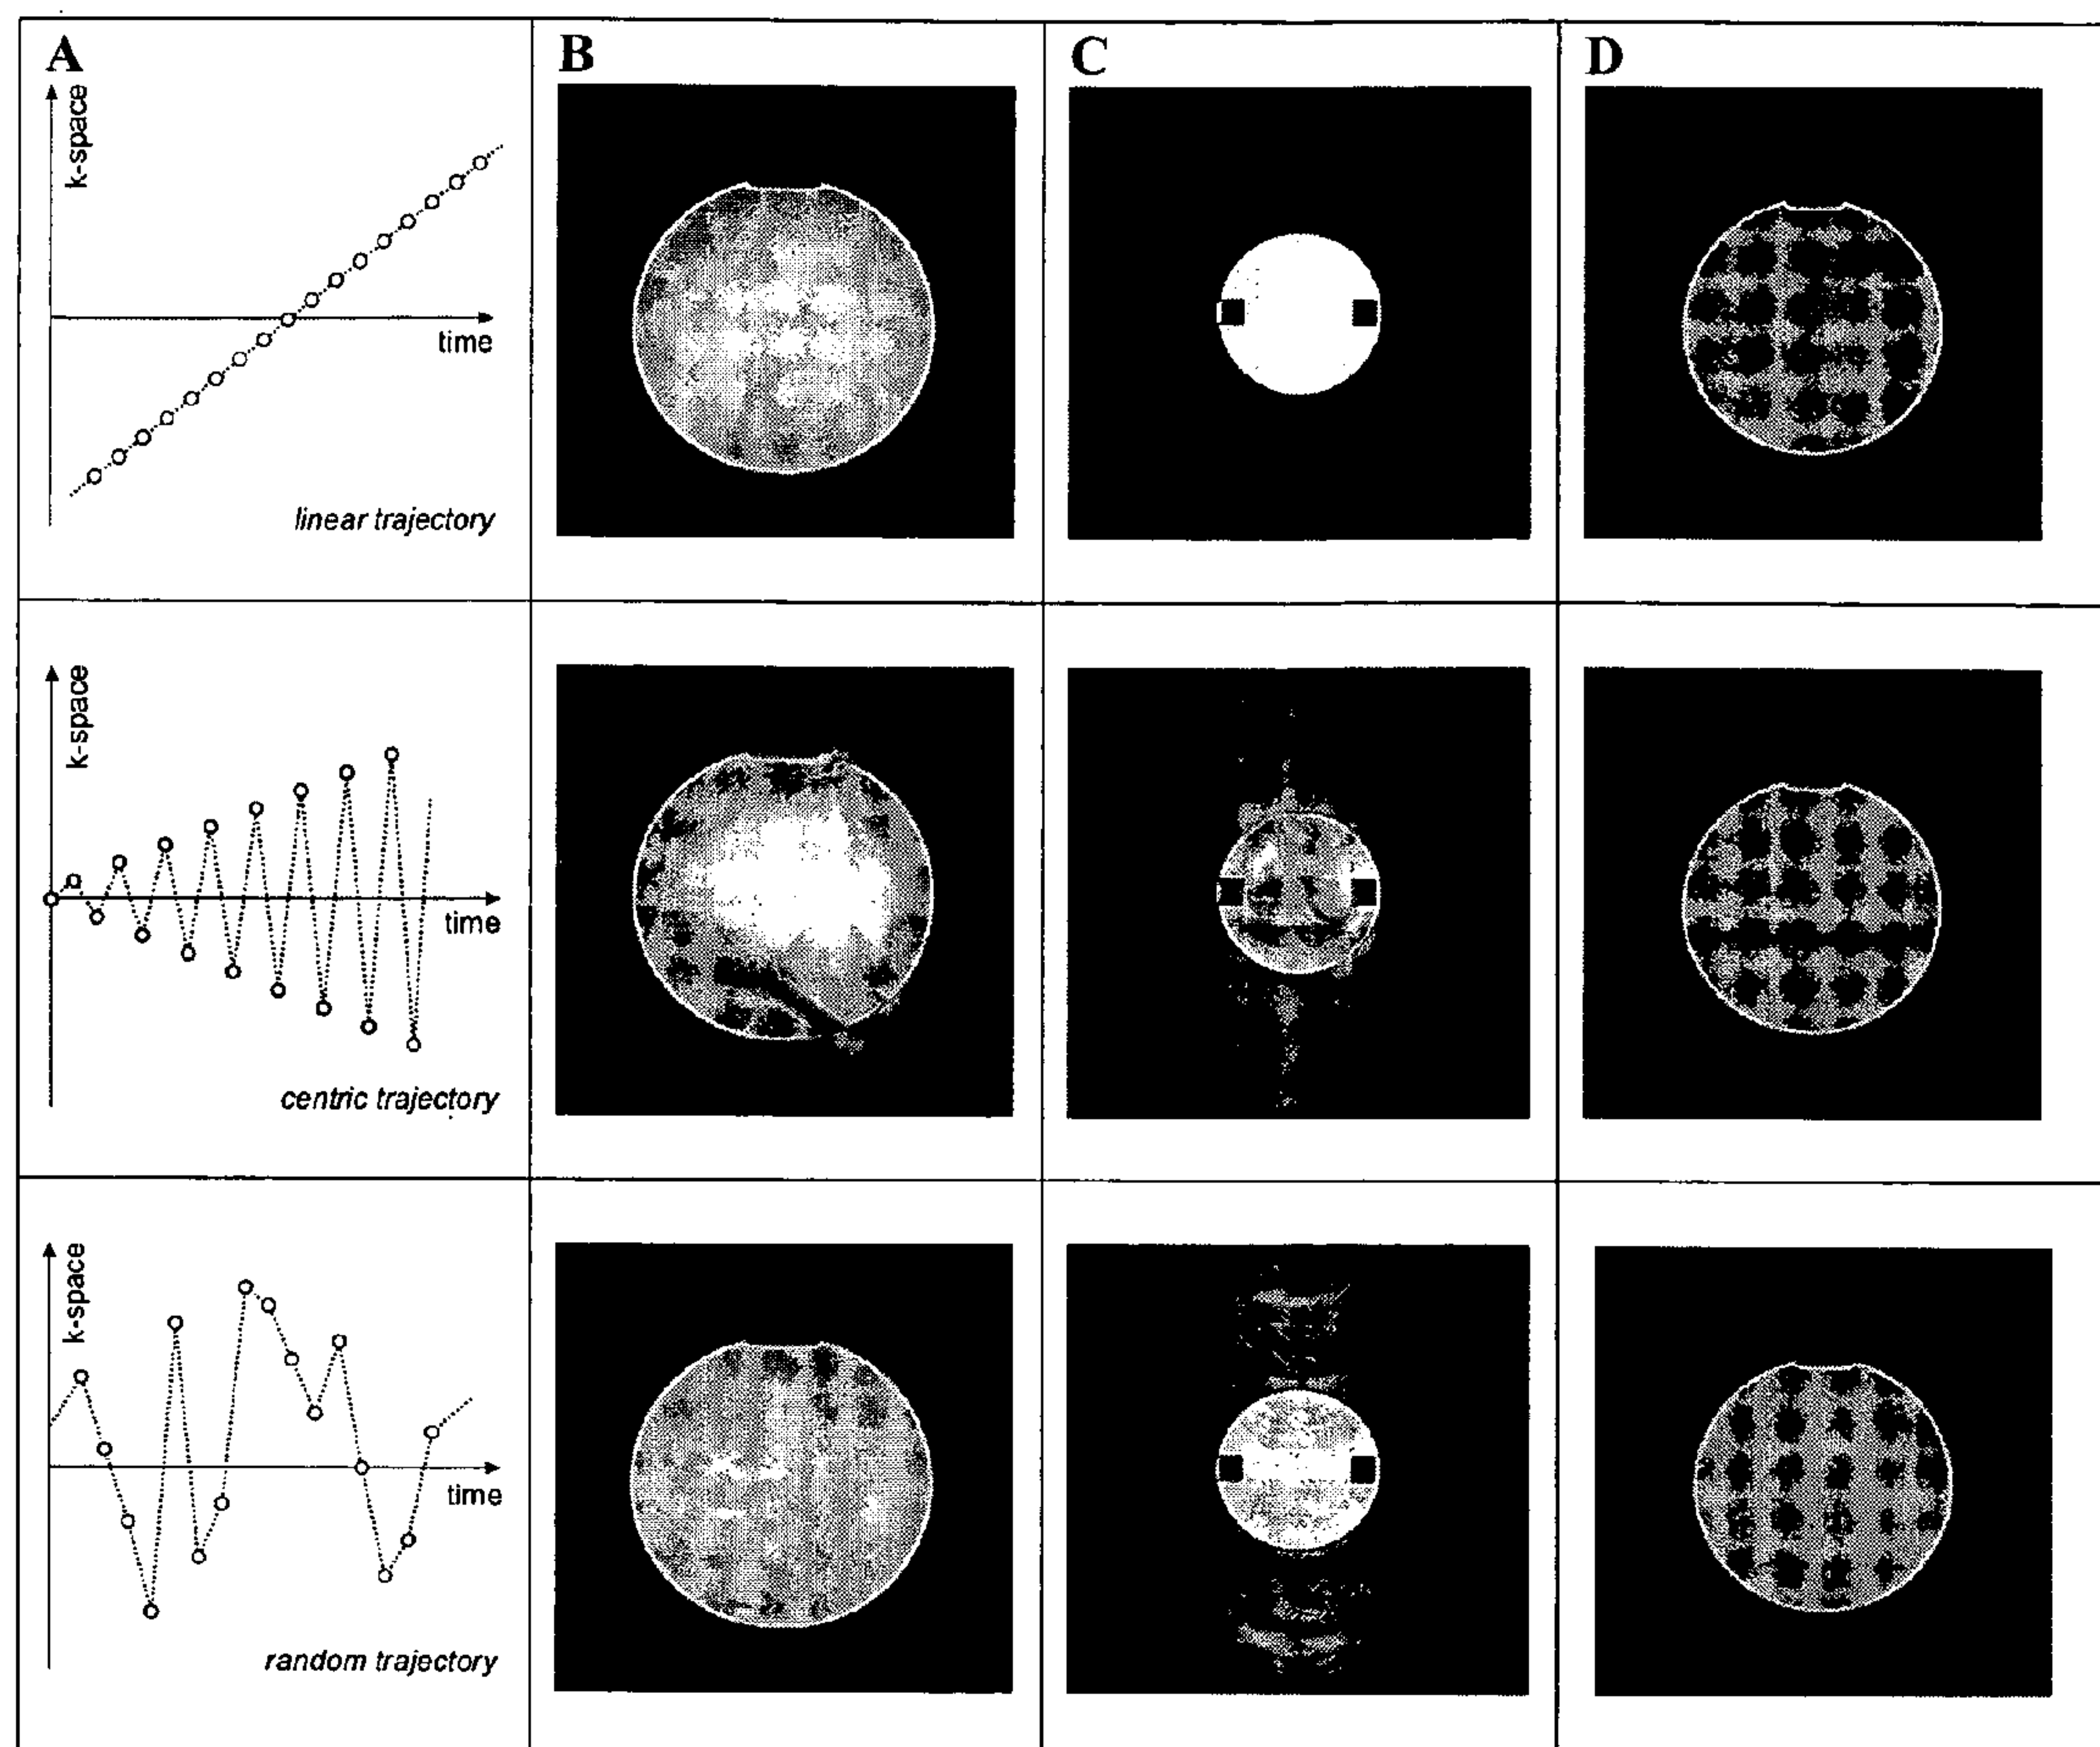 A
B
C
D
k-space
time
linear trajectory
k-space
time
centric trajectory
k-space
time
random trajectory